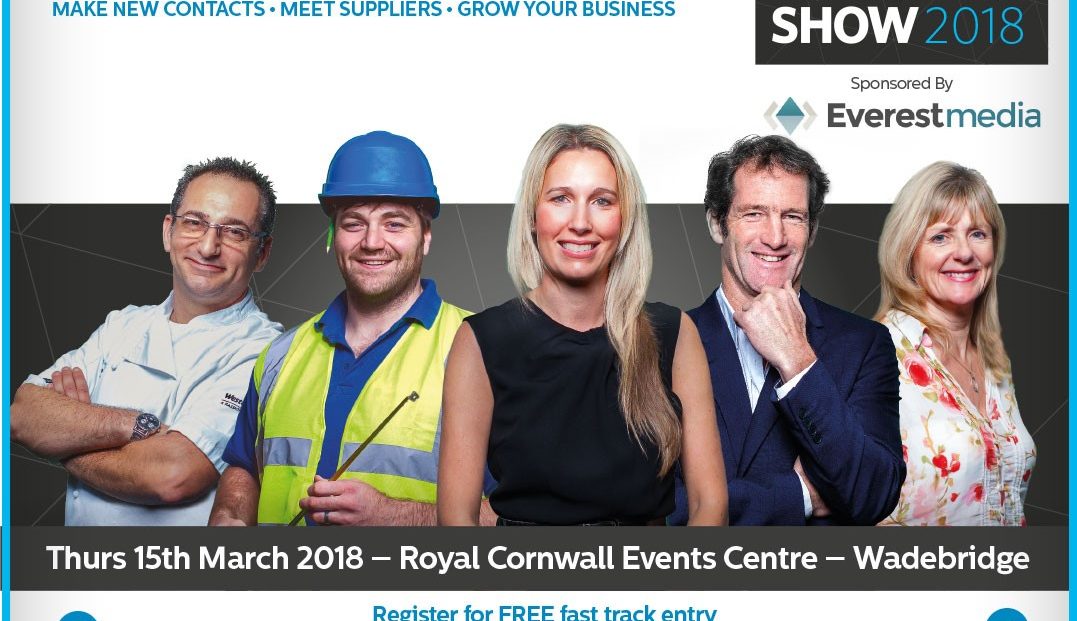 MAKE NEW CONTACTS • MEET SUPPLIERS • GROW YOUR BUSINESS
SHOW 2018
Sponsored By
Everestmedia
Thurs 15th March 2018 – Royal Cornwall Events Centre – Wadebridge
Register for FREE fast track entry